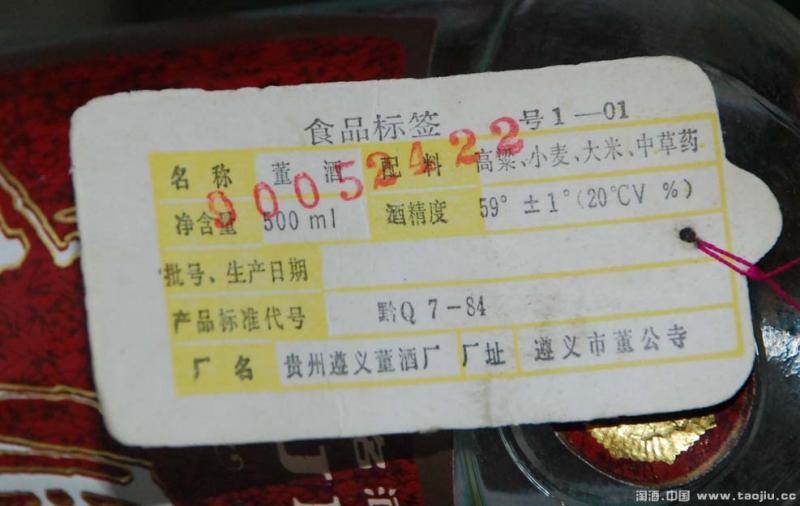 食品标签 号1—01
90052422
名称 董酒 配料 高粱、小麦、大米、中草药
净含量 500ml 酒精度 59°±1°(20℃V %)
批号、生产日期
产品标准代号 黔Q 7-84
厂名 贵州遵义董酒厂 厂址 遵义市董公寺
淘酒.中国 www.taojiu.cc